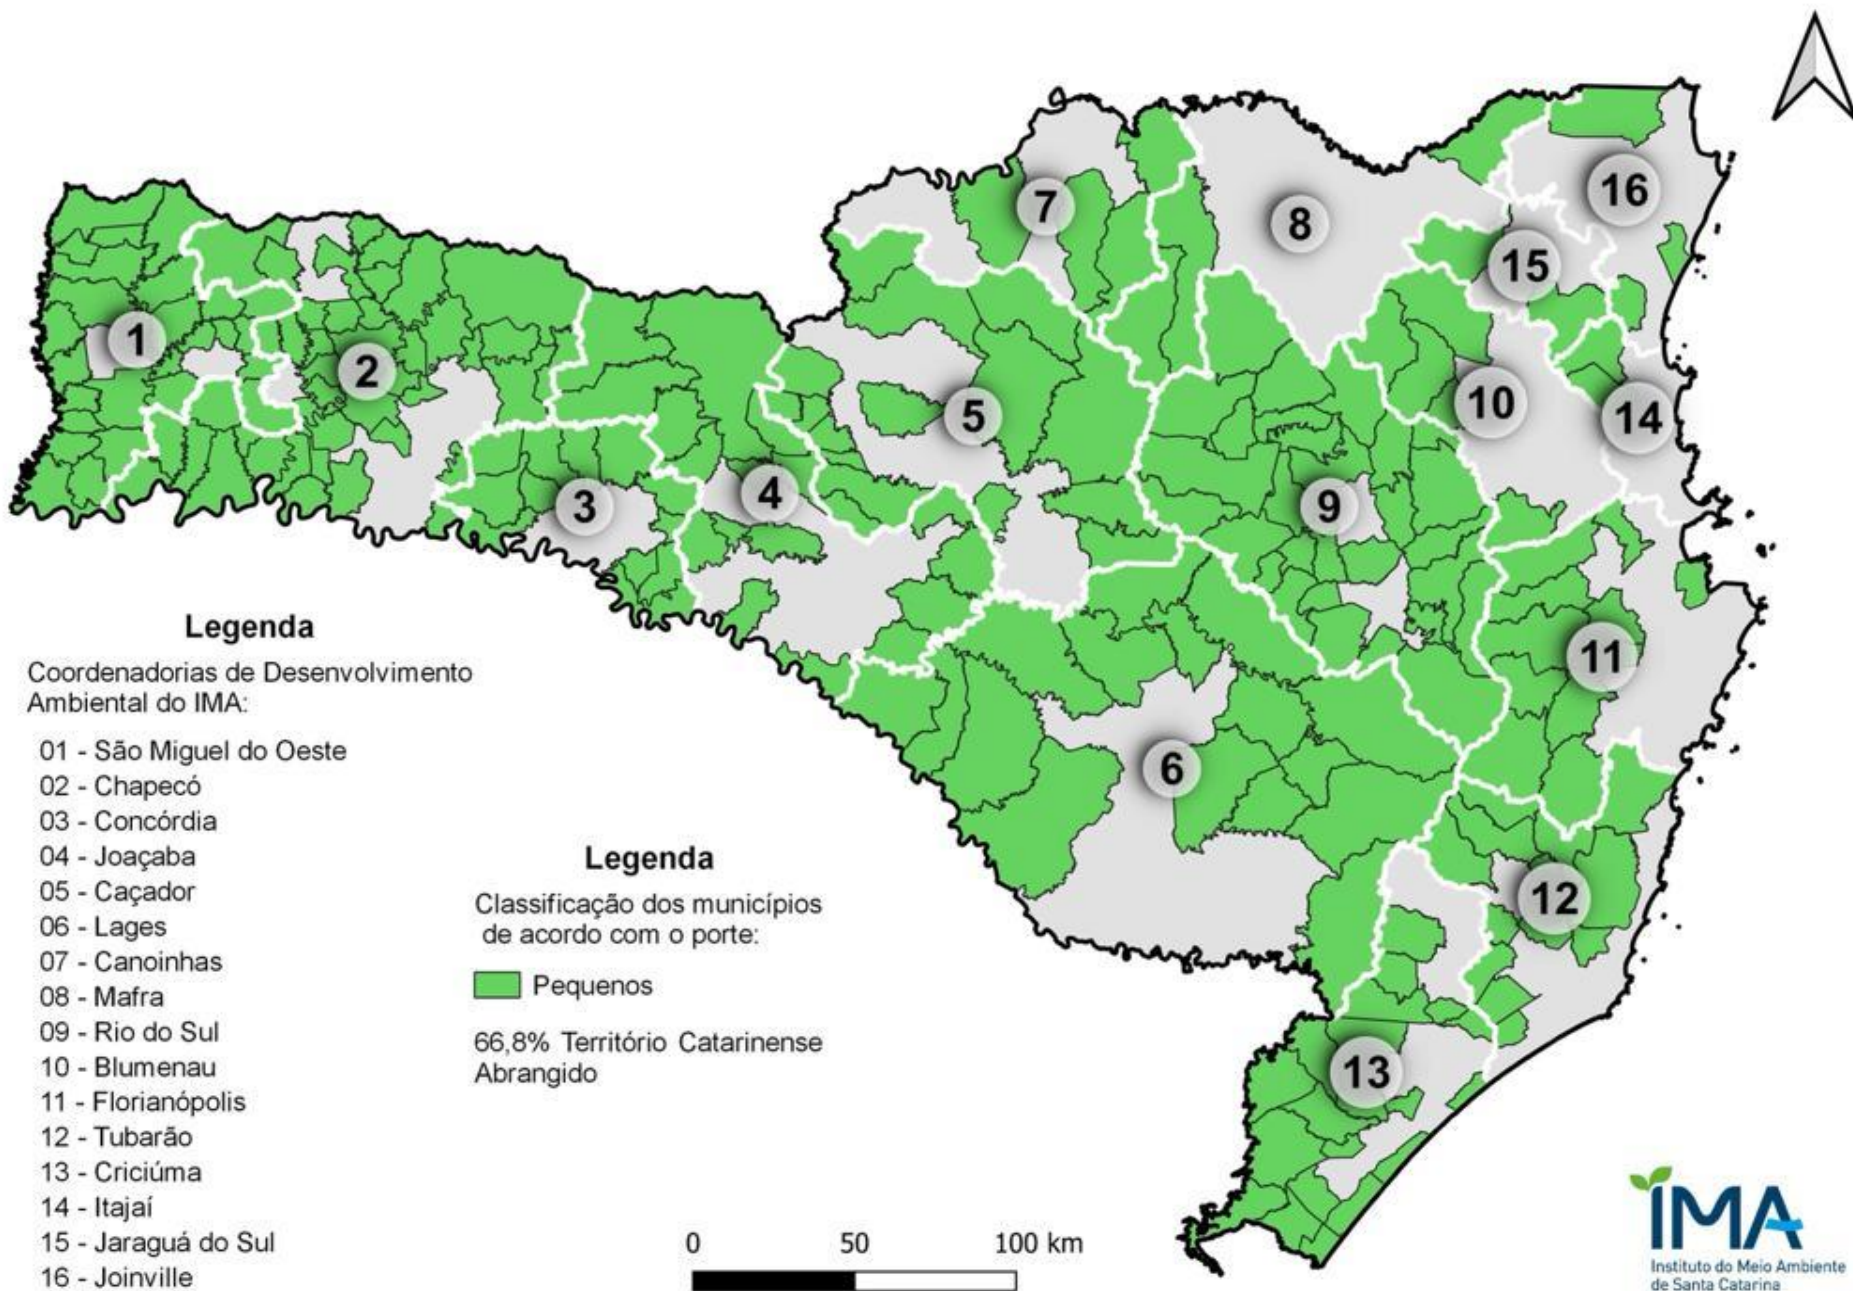 7
8
16
15
1
2
10
14
5
3
4
9
11
6
12
13
Legenda
Coordenadorias de Desenvolvimento
Ambiental do IMA:
01 - São Miguel do Oeste
02 - Chapecó
03 - Concórdia
04 - Joaçaba
05 - Caçador
06 - Lages
07 - Canoinhas
08 - Mafra
09 - Rio do Sul
10 - Blumenau
11 - Florianópolis
12 - Tubarão
13 - Criciúma
14 - Itajaí
15 - Jaraguá do Sul
16 - Joinville
Legenda
Classificação dos municípios
de acordo com o porte:
Pequenos
66,8% Território Catarinense
Abrangido
0 50 100 km
IMA
Instituto do Meio Ambiente
de Santa Catarina